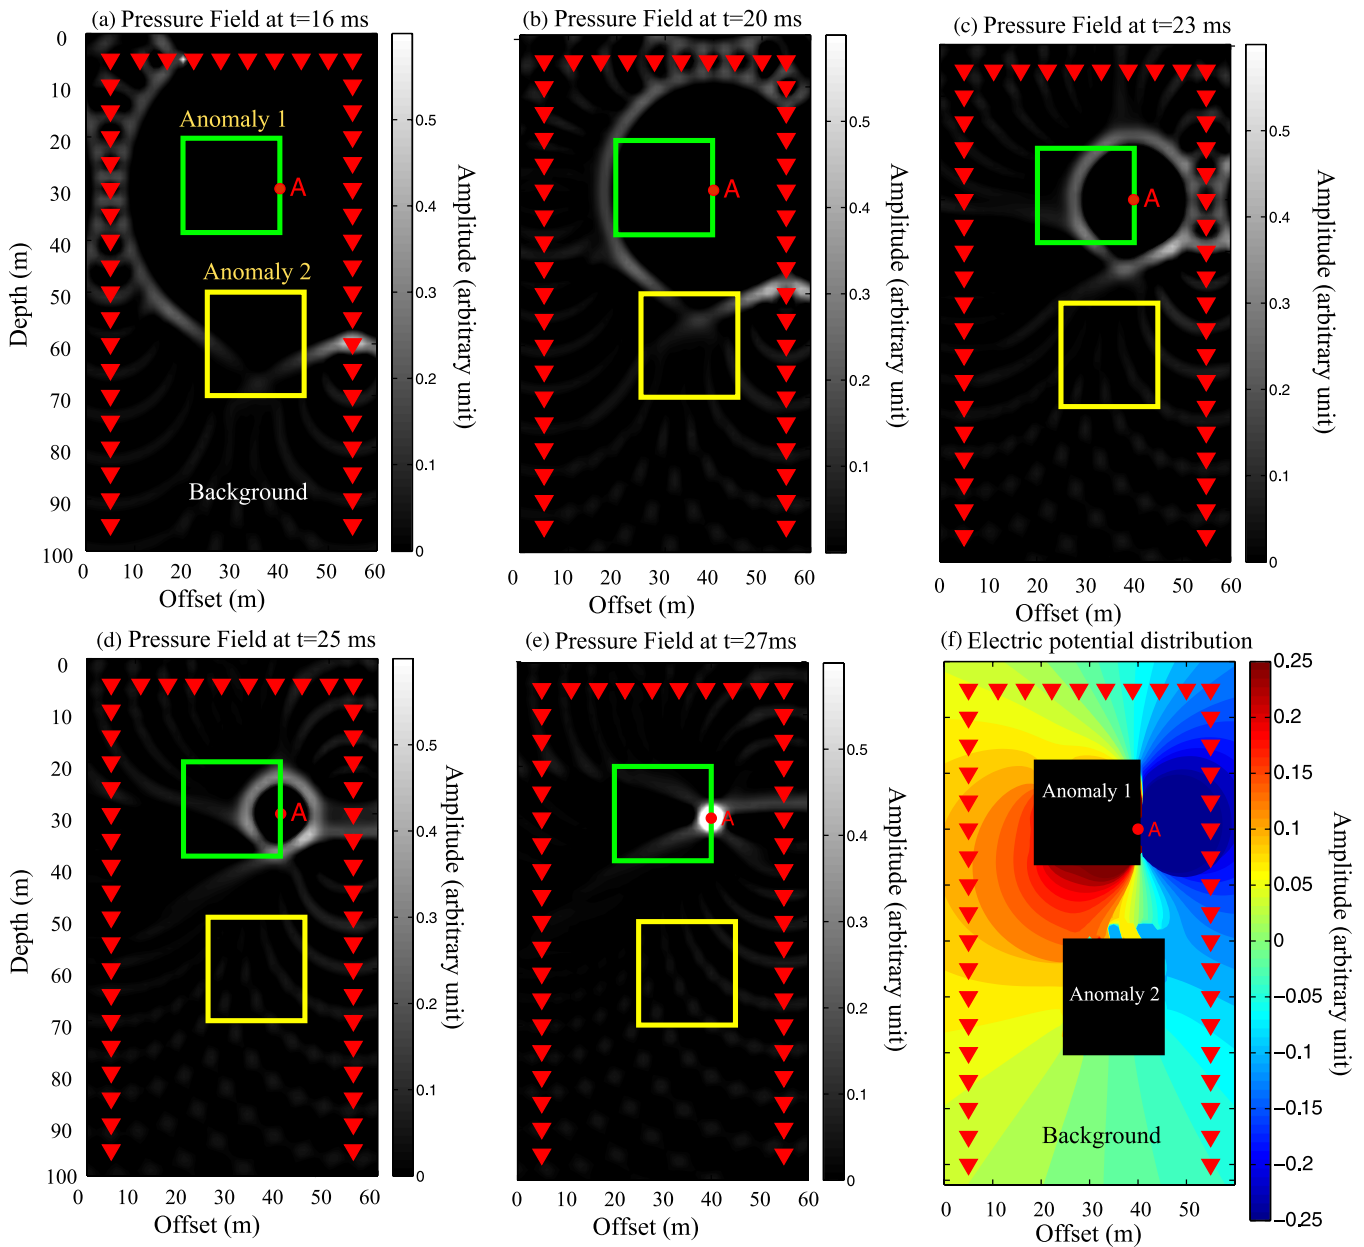 (a) Pressure Field at t=16 ms
0
10
20
30
40
50
60
70
80
90
100
Depth (m)
Anomaly 1
A
Anomaly 2
Background
0 10 20 30 40 50 60
Offset (m)
0.5
0.4
0.3
0.2
0.1
0
Amplitude (arbitrary unit)
(b) Pressure Field at t=20 ms
A
0 10 20 30 40 50 60
Offset (m)
0.5
0.4
0.3
0.2
0.1
Amplitude (arbitrary unit)
(c) Pressure Field at t=23 ms
A
0 10 20 30 40 50 60
Offset (m)
0.5
0.4
0.3
0.2
0.1
0
Amplitude (arbitrary unit)
(d) Pressure Field at t=25 ms
0
10
20
30
40
50
60
70
80
90
100
Depth (m)
A
0 10 20 30 40 50 60
Offset (m)
0.5
0.4
0.3
0.2
0.1
0
Amplitude (arbitrary unit)
(e) Pressure Field at t=27ms
A
0 10 20 30 40 50 60
Offset (m)
0.5
0.4
0.3
0.2
0.1
0
Amplitude (arbitrary unit)
(f) Electric potential distribution
Anomaly 1
A
Anomaly 2
Background
0 10 20 30 40 50
Offset (m)
0.25
0.2
0.15
0.1
0.05
0
−0.05
−0.1
−0.15
−0.2
−0.25
Amplitude (arbitrary unit)